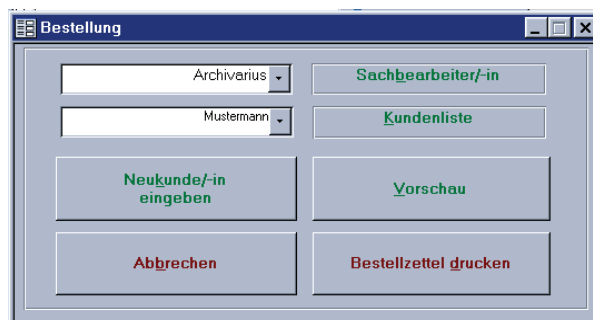 Bestellung
Archivarius Sachbearbeiter/-in
Mustermann Kundenliste
Neukunde/-in
eingeben
Vorschau
Abbrechen Bestellzettel drucken